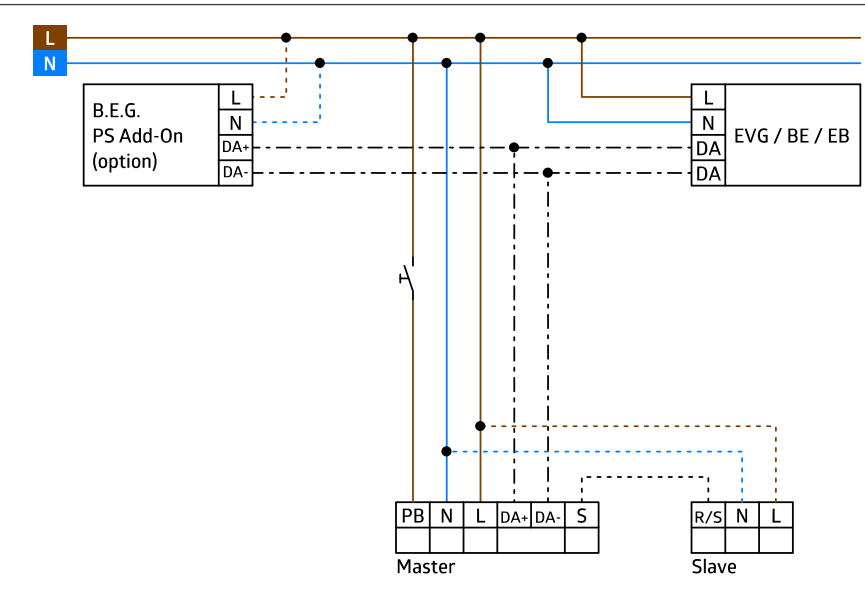 L
N
B.E.G.
PS Add-On
(option)
L
N
DA+
DA-
L
N
DA
DA
EVG / BE / EB
PB N L DA+ DA- S
Master
R/S N L
Slave